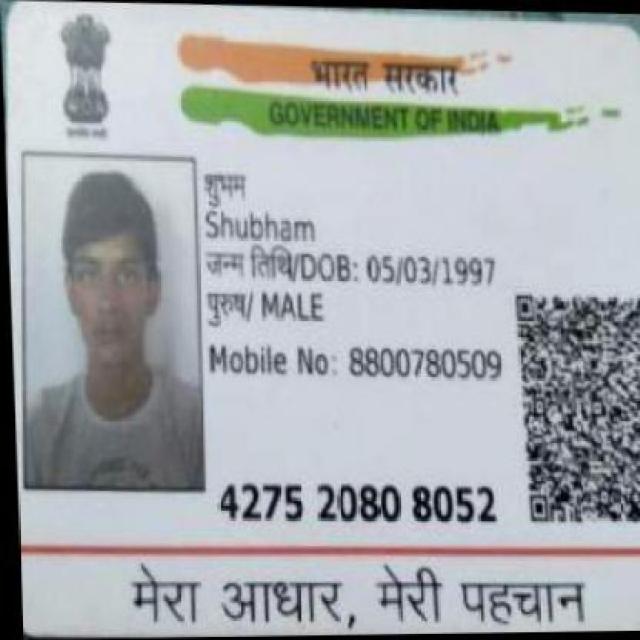 भारत सरकार
GOVERNMENT OF INDIA
शुभम
Shubham
जन्म तिथि/DOB: 05/03/1997
पुरुष/ MALE
Mobile No: 8800780509
4275 2080 8052
मेरा आधार, मेरी पहचान